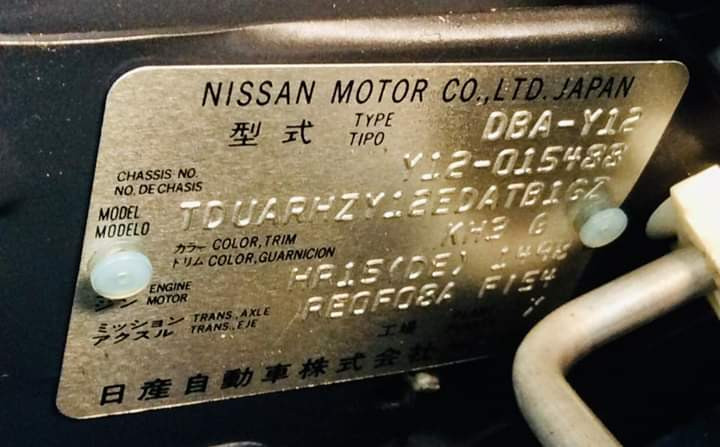 NISSAN MOTOR CO.,LTD. JAPAN
型式 TYPE TIPO DBA-Y12
CHASSIS NO. NO. DE CHASIS Y12-015488
MODEL MODELO TDUARHZY12EDATB16Z
カラー COLOR, TRIM KH3 G
トリム COLOR, GUARNICION
ENGINE MOTOR HR15(DE) 1498
ミッション アクスル TRANS., AXLE TRANS., EJE RE0F08A F154
工場
日産自動車株式会社